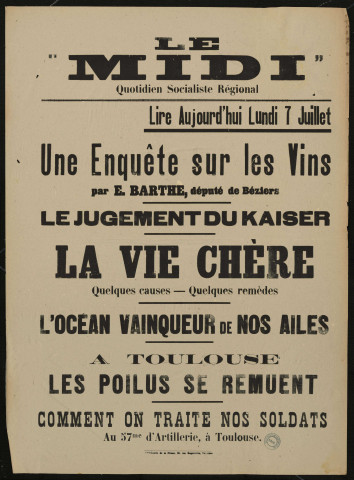 LE
"MIDI"
Quotidien Socialiste Régional
Lire Aujourd'hui Lundi 7 Juillet
Une Enquête sur les Vins
par E. BARTHE, député de Béziers
LE JUGEMENT DU KAISER
LA VIE CHÈRE
Quelques causes — Quelques remèdes
L'OCÉAN VAINQUEUR DE NOS AILES
A TOULOUSE
LES POILUS SE REMUENT
COMMENT ON TRAITE NOS SOLDATS
Au 57me d'Artillerie, à Toulouse.